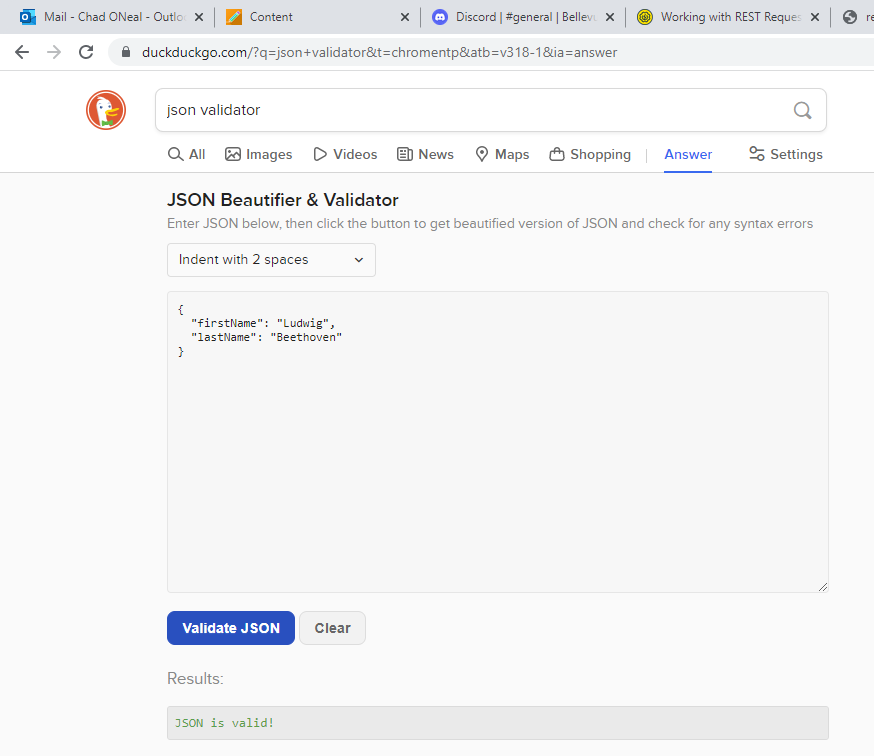 Mail - Chad ONeal - Outlo
Content
Discord | #general | Bellev
Working with REST Reques
duckduckgo.com/?q=json+validator&t=chromentp&atb=v318-1&ia=answer
json validator
All Images Videos News Maps Shopping Answer Settings
JSON Beautifier & Validator
Enter JSON below, then click the button to get beautified version of JSON and check for any syntax errors
Indent with 2 spaces
{
"firstName": "Ludwig",
"lastName": "Beethoven"
}
Validate JSON Clear
Results:
JSON is valid!